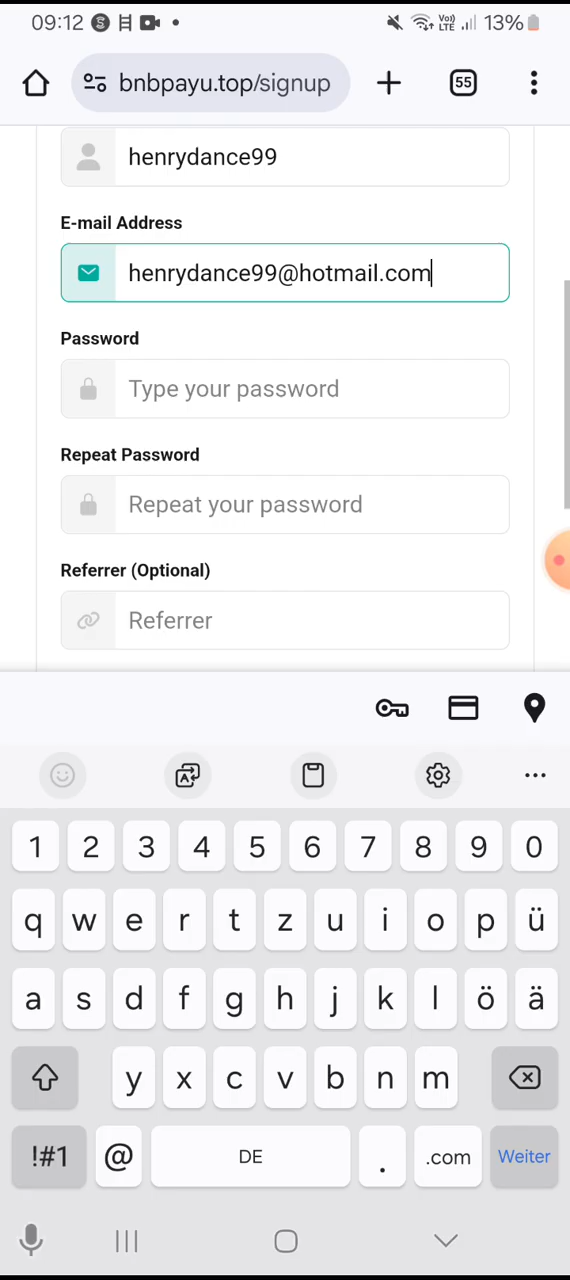 09:12
Vo)) LTE 13%
bnbpayu.top/signup
55
henrydance99
E-mail Address
henrydance99@hotmail.com
Password
Type your password
Repeat Password
Repeat your password
Referrer (Optional)
Referrer
1 2 3 4 5 6 7 8 9 0
q w e r t z u i o p ü
a s d f g h j k l ö ä
y x c v b n m
!#1 @ DE . .com Weiter